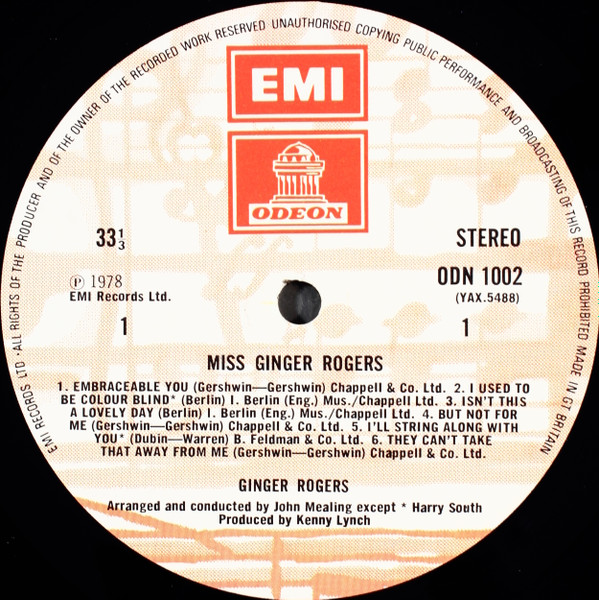 EMI RECORDS LTD · ALL RIGHTS OF THE PRODUCER AND OF THE OWNER OF THE RECORDED WORK RESERVED UNAUTHORISED COPYING PUBLIC PERFORMANCE AND BROADCASTING OF THIS RECORD PROHIBITED MADE IN GT BRITAIN
EMI
ODEON
33 1/3
STEREO
℗ 1978
EMI Records Ltd.
ODN 1002
(YAX.5488)
1
1
MISS GINGER ROGERS
1. EMBRACEABLE YOU (Gershwin—Gershwin) Chappell & Co. Ltd. 2. I USED TO
BE COLOUR BLIND* (Berlin) I. Berlin (Eng.) Mus./Chappell Ltd. 3. ISN'T THIS
A LOVELY DAY (Berlin) I. Berlin (Eng.) Mus./Chappell Ltd. 4. BUT NOT FOR
ME (Gershwin—Gershwin) Chappell & Co. Ltd. 5. I'LL STRING ALONG WITH
YOU* (Dubin—Warren) B. Feldman & Co. Ltd. 6. THEY CAN'T TAKE
THAT AWAY FROM ME (Gershwin—Gershwin) Chappell & Co. Ltd.
GINGER ROGERS
Arranged and conducted by John Mealing except * Harry South
Produced by Kenny Lynch